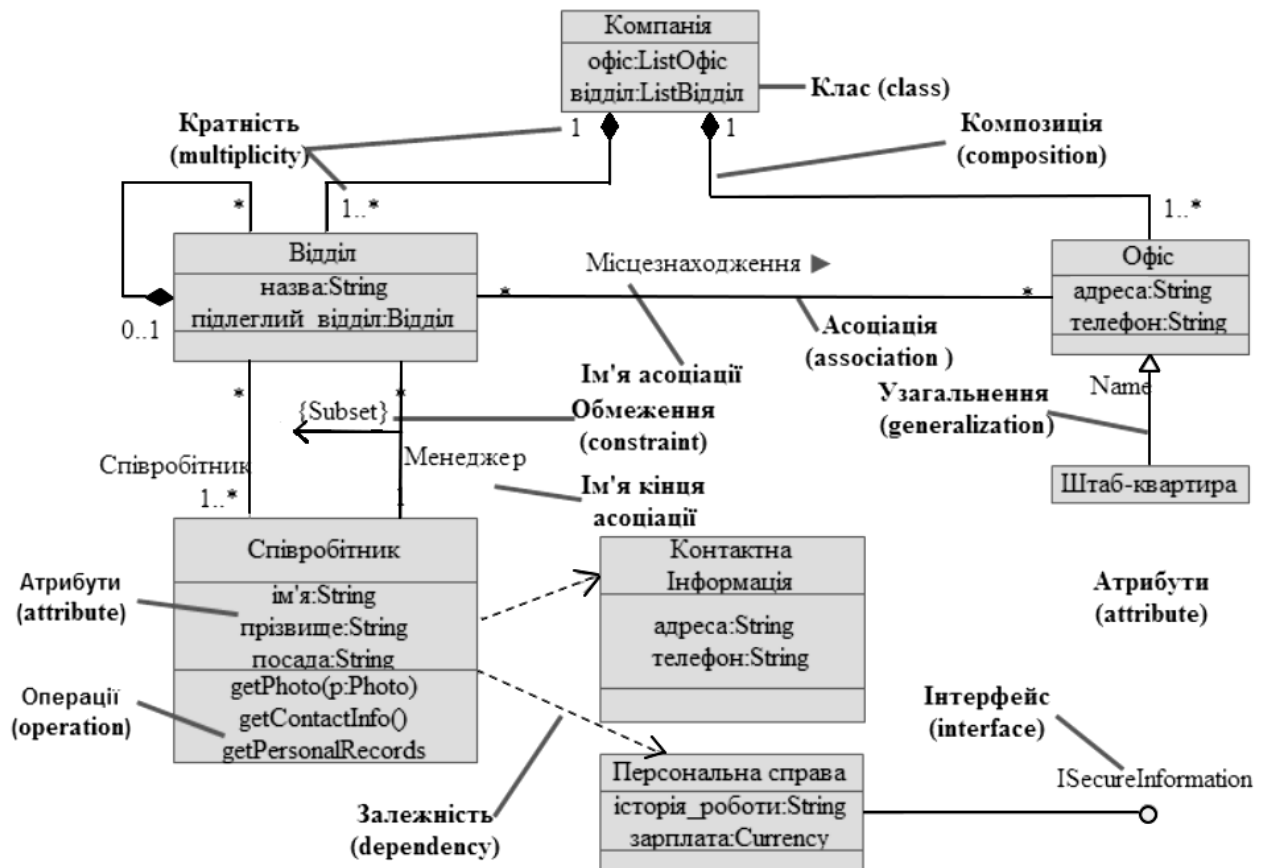 Компанія
офіс:ListОфіс
відділ:ListВідділ
Клас (class)
Кратність
(multiplicity)
1
1
Композиція
(composition)
*
1..*
1..*
Відділ
назва:String
підлеглий_відділ:Відділ
0..1
Місцезнаходження
*
*
Офіс
адреса:String
телефон:String
Асоціація
(association )
Ім'я асоціації
Name
Узагальнення
(generalization)
*
*
{Subset}
Обмеження
(constraint)
Співробітник
Менеджер
1..*
1
Ім'я кінця
асоціації
Штаб-квартира
Співробітник
ім'я:String
прізвище:String
посада:String
getPhoto(p:Photo)
getContactInfo()
getPersonalRecords
Атрибути
(attribute)
Операції
(operation)
Контактна
Інформація
адреса:String
телефон:String
Атрибути
(attribute)
Інтерфейс
(interface)
ISecureInformation
Залежність
(dependency)
Персональна справа
історія_роботи:String
зарплата:Currency